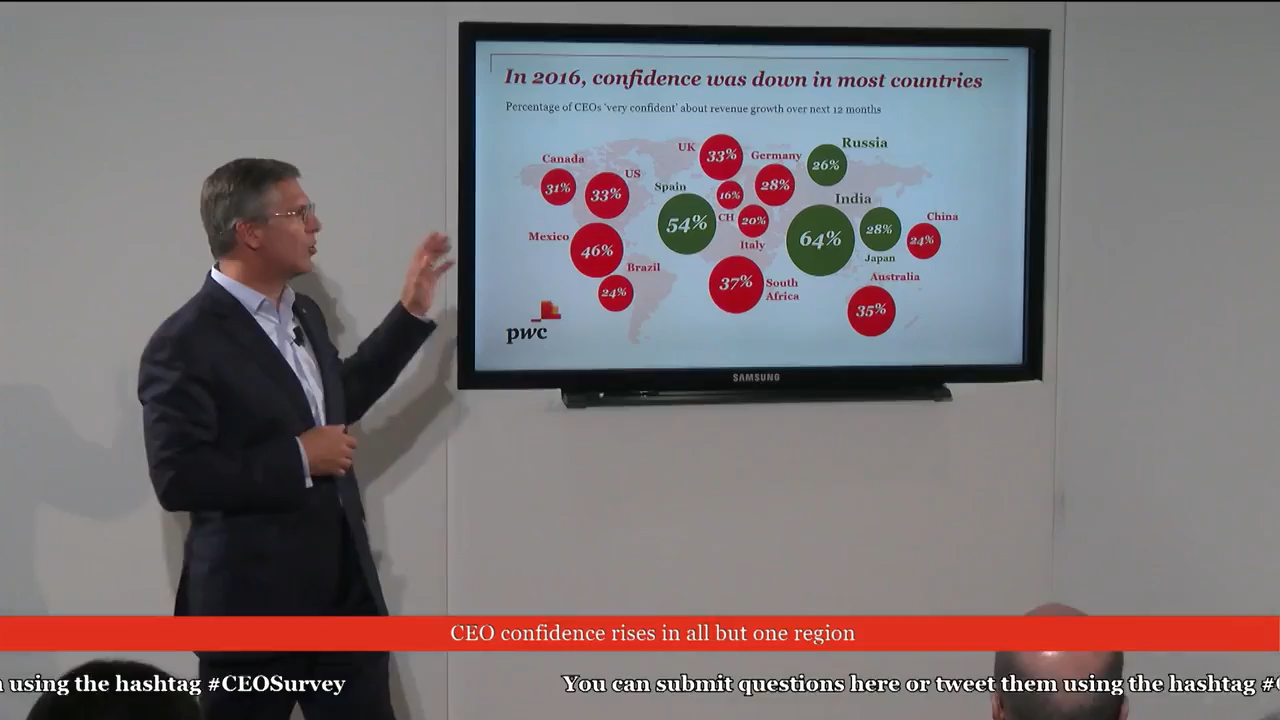 In 2016, confidence was down in most countries
Percentage of CEOs 'very confident' about revenue growth over next 12 months
Canada
31%
US
33%
Mexico
46%
Brazil
24%
UK
33%
Spain
54%
CH
16%
Germany
28%
Italy
20%
South
Africa
37%
Russia
26%
India
64%
Japan
28%
China
24%
Australia
35%
pwc
SAMSUNG
CEO confidence rises in all but one region
using the hashtag #CEOSurvey
You can submit questions here or tweet them using the hashtag